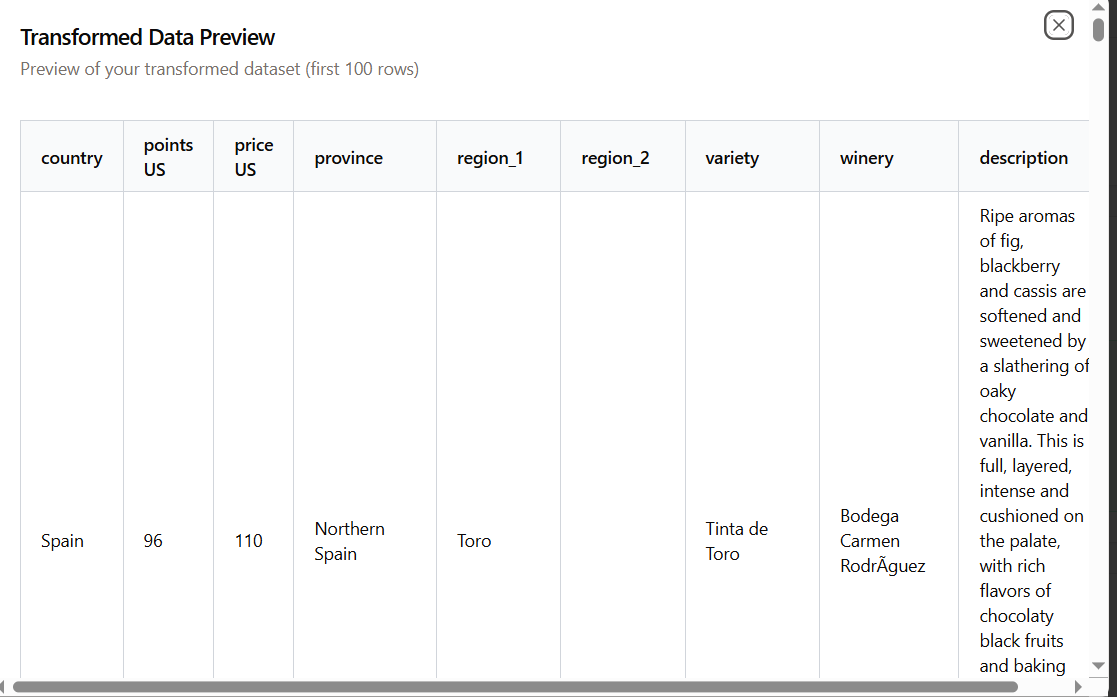 Transformed Data Preview
Preview of your transformed dataset (first 100 rows)
country
points
US
price
US
province
region_1
region_2
variety
winery
description
Spain
96
110
Northern
Spain
Toro
Tinta de
Toro
Bodega
Carmen
RodrÃguez
Ripe aromas
of fig,
blackberry
and cassis are
softened and
sweetened by
a slathering of
oaky
chocolate and
vanilla. This is
full, layered,
intense and
cushioned on
the palate,
with rich
flavors of
chocolaty
black fruits
and baking